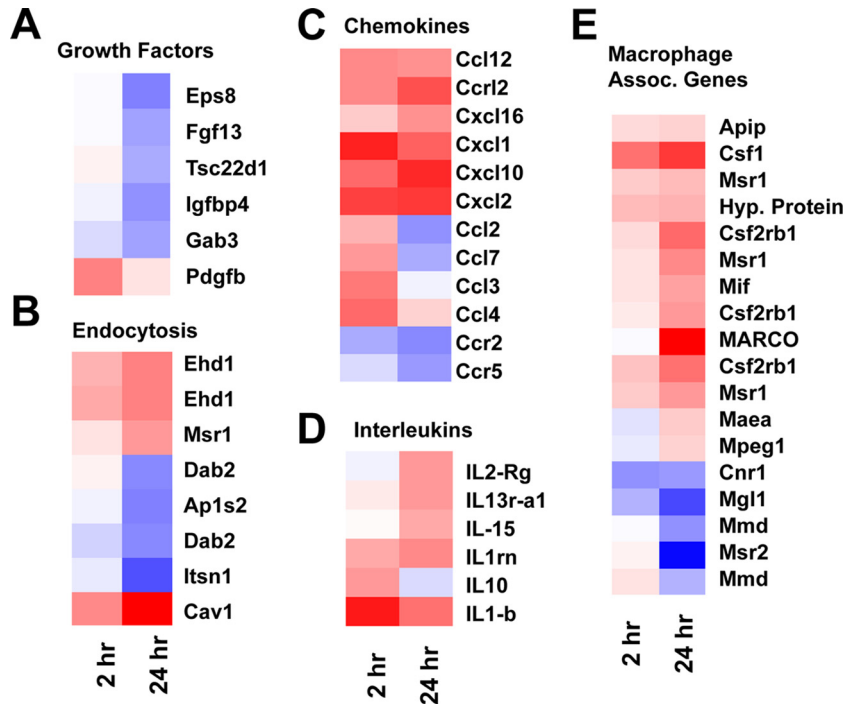 A
Growth Factors
Eps8
Fgf13
Tsc22d1
Igfbp4
Gab3
Pdgfb
B
Endocytosis
Ehd1
Ehd1
Msr1
Dab2
Ap1s2
Dab2
Itsn1
Cav1
2 hr
24 hr
C
Chemokines
Ccl12
Ccrl2
Cxcl16
Cxcl1
Cxcl10
Cxcl2
Ccl2
Ccl7
Ccl3
Ccl4
Ccr2
Ccr5
D
Interleukins
IL2-Rg
IL13r-a1
IL-15
IL1rn
IL10
IL1-b
2 hr
24 hr
E
Macrophage
Assoc. Genes
Apip
Csf1
Msr1
Hyp. Protein
Csf2rb1
Msr1
Mif
Csf2rb1
MARCO
Csf2rb1
Msr1
Maea
Mpeg1
Cnr1
Mgl1
Mmd
Msr2
Mmd
2 hr
24 hr